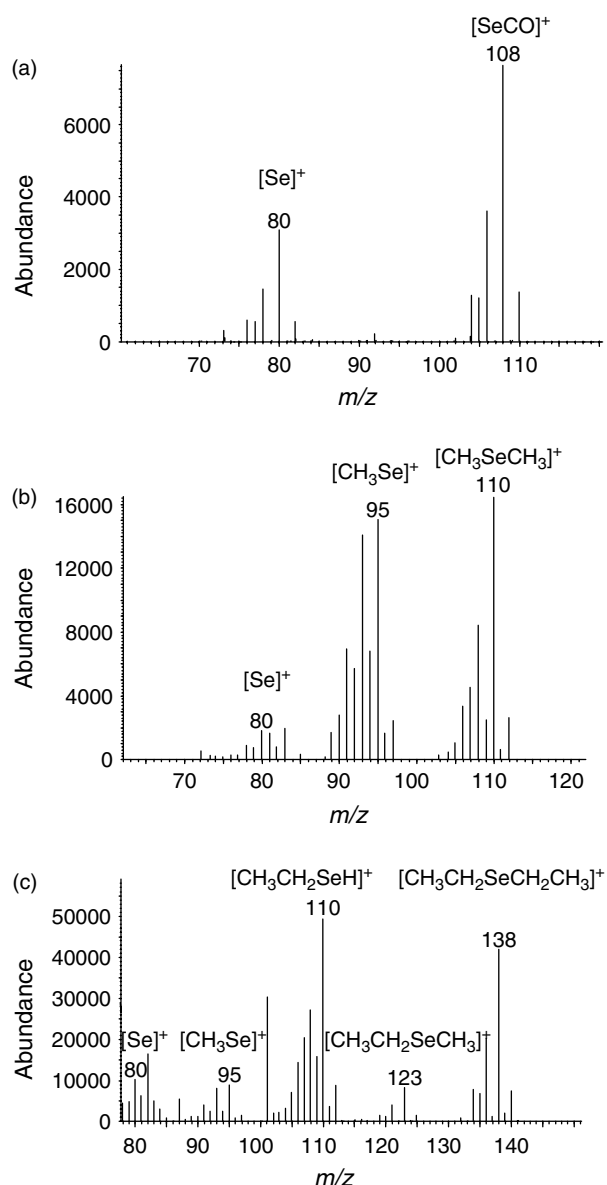 (a)
[SeCO]⁺
108
[Se]⁺
80
6000
4000
2000
0
Abundance
70 80 90 100 110
m/z
(b)
[CH₃Se]⁺
[CH₃SeCH₃]⁺
95
110
[Se]⁺
80
16000
12000
8000
4000
0
Abundance
70 80 90 100 110 120
m/z
(c)
[CH₃CH₂SeH]⁺
[CH₃CH₂SeCH₂CH₃]⁺
110
138
[Se]⁺
[CH₃Se]⁺
[CH₃CH₂SeCH₃]⁺
80
95
123
50000
40000
30000
20000
10000
0
Abundance
80 90 100 110 120 130 140
m/z